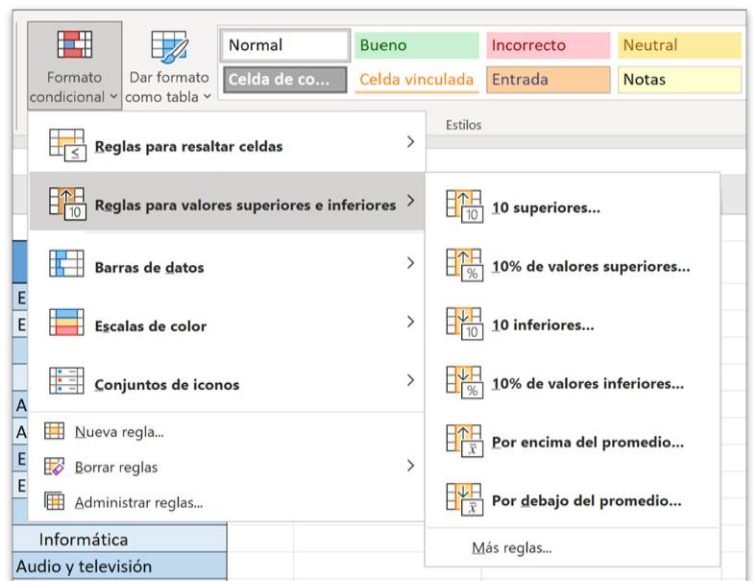 Formato
condicional
Dar formato
como tabla
Normal
Bueno
Incorrecto
Neutral
Celda de co...
Celda vinculada
Entrada
Notas
Estilos
Reglas para resaltar celdas
Reglas para valores superiores e inferiores
Barras de datos
Escalas de color
Conjuntos de iconos
Nueva regla...
Borrar reglas
Administrar reglas...
10 superiores...
10% de valores superiores...
10 inferiores...
10% de valores inferiores...
Por encima del promedio...
Por debajo del promedio...
Más reglas...
E
E
A
A
E
E
Informática
Audio y televisión